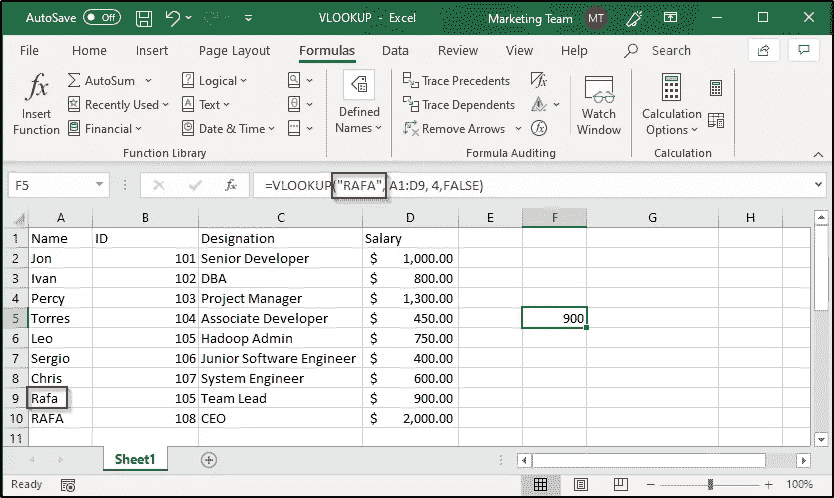 AutoSave Off VLOOKUP - Excel Marketing Team MT
File Home Insert Page Layout Formulas Data Review View Help Search
fx Insert Function
AutoSum
Recently Used
Financial
Logical
Text
Date & Time
Function Library
Defined Names
Trace Precedents
Trace Dependents
Remove Arrows
fx
Watch Window
Formula Auditing
Calculation Options
Calculation
F5 fx =VLOOKUP("RAFA", A1:D9, 4,FALSE)
A B C D E F G H
1 Name ID Designation Salary
2 Jon 101 Senior Developer $ 1,000.00
3 Ivan 102 DBA $ 800.00
4 Percy 103 Project Manager $ 1,300.00
5 Torres 104 Associate Developer $ 450.00 900
6 Leo 105 Hadoop Admin $ 750.00
7 Sergio 106 Junior Software Engineer $ 400.00
8 Chris 107 System Engineer $ 600.00
9 Rafa 105 Team Lead $ 900.00
10 RAFA 108 CEO $ 2,000.00
11
Sheet1
Ready 100%